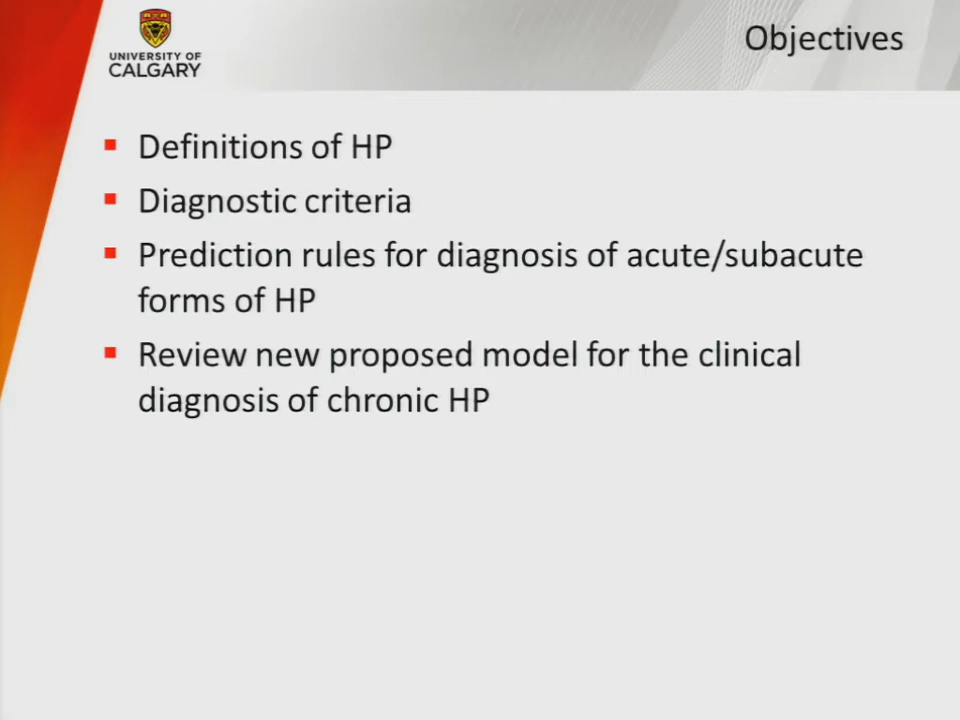 UNIVERSITY OF
CALGARY
Objectives
Definitions of HP
Diagnostic criteria
Prediction rules for diagnosis of acute/subacute
forms of HP
Review new proposed model for the clinical
diagnosis of chronic HP